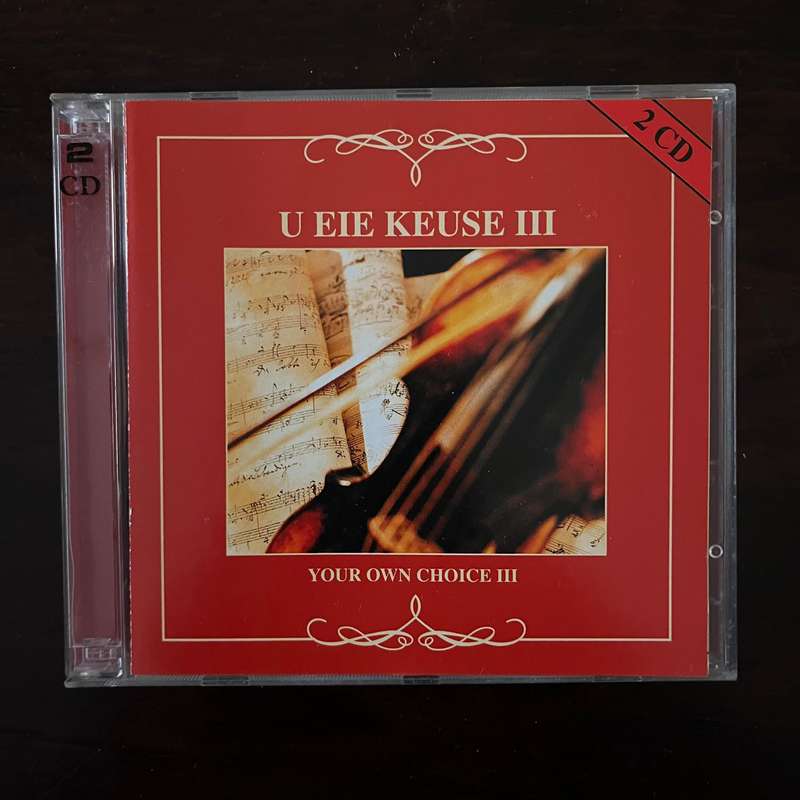 2
CD
2 CD
U EIE KEUSE III
YOUR OWN CHOICE III